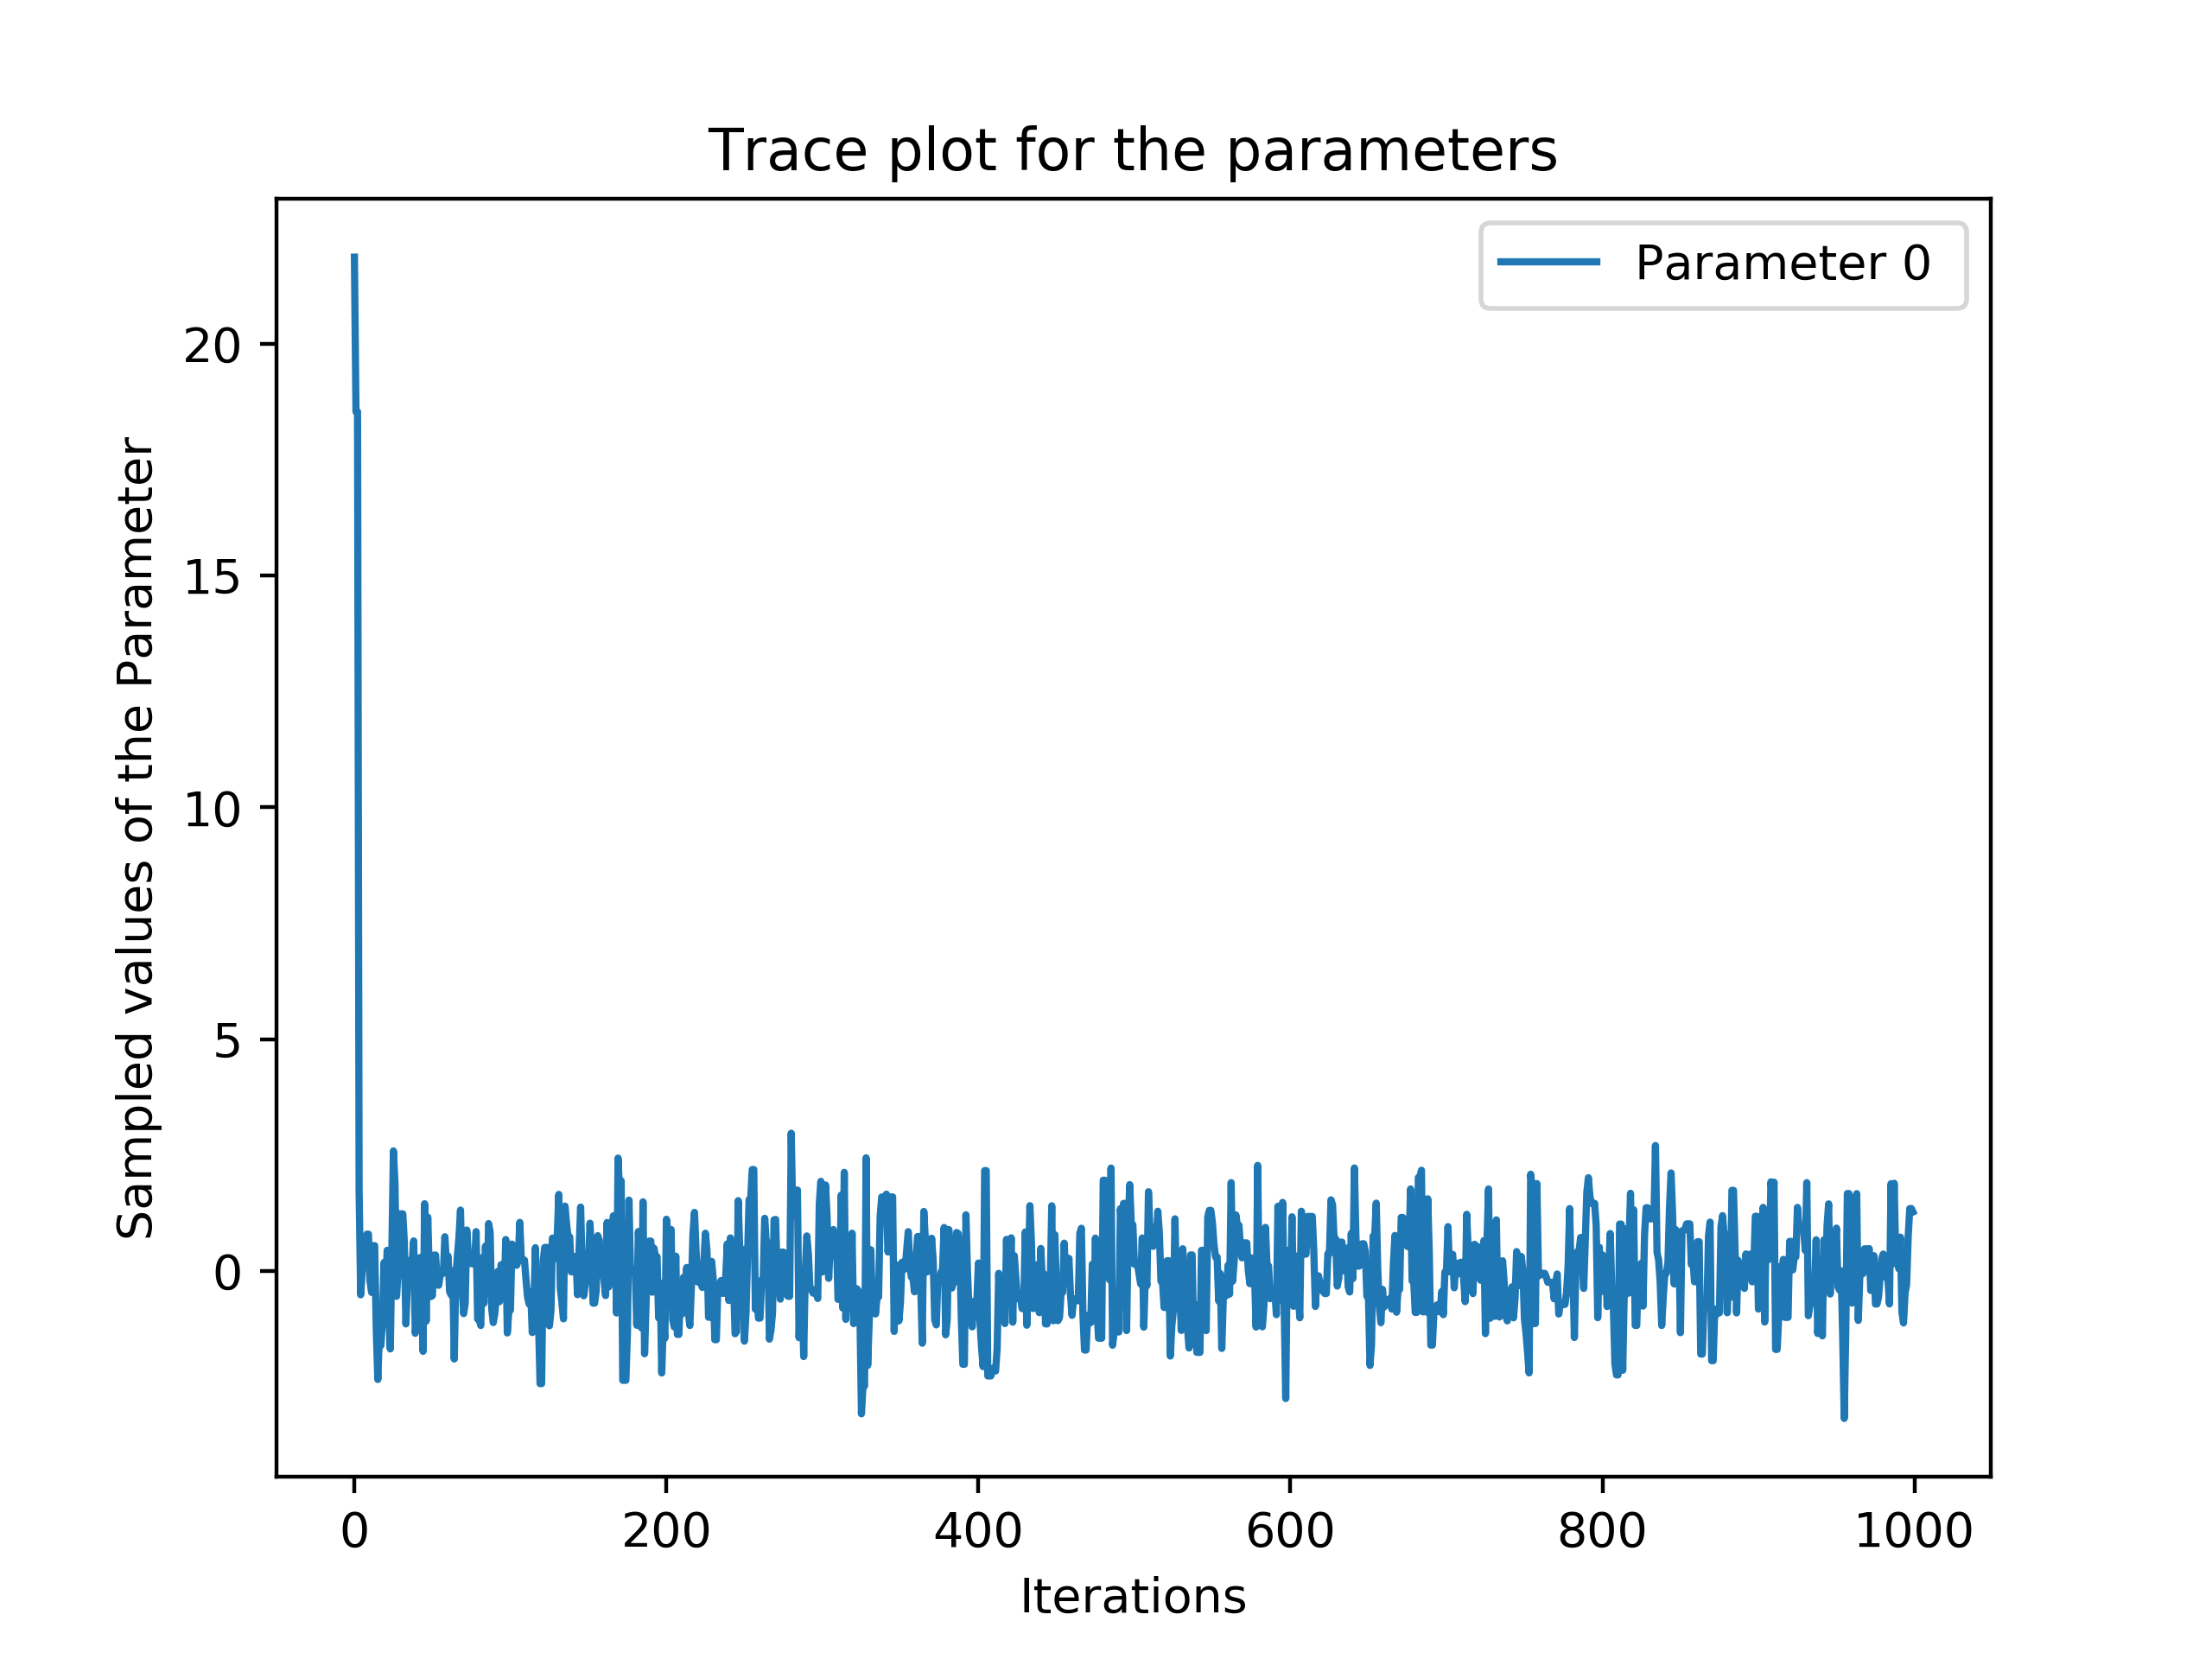 Trace plot for the parameters
Parameter 0
Sampled values of the Parameter
20
15
10
5
0
0 200 400 600 800 1000
Iterations